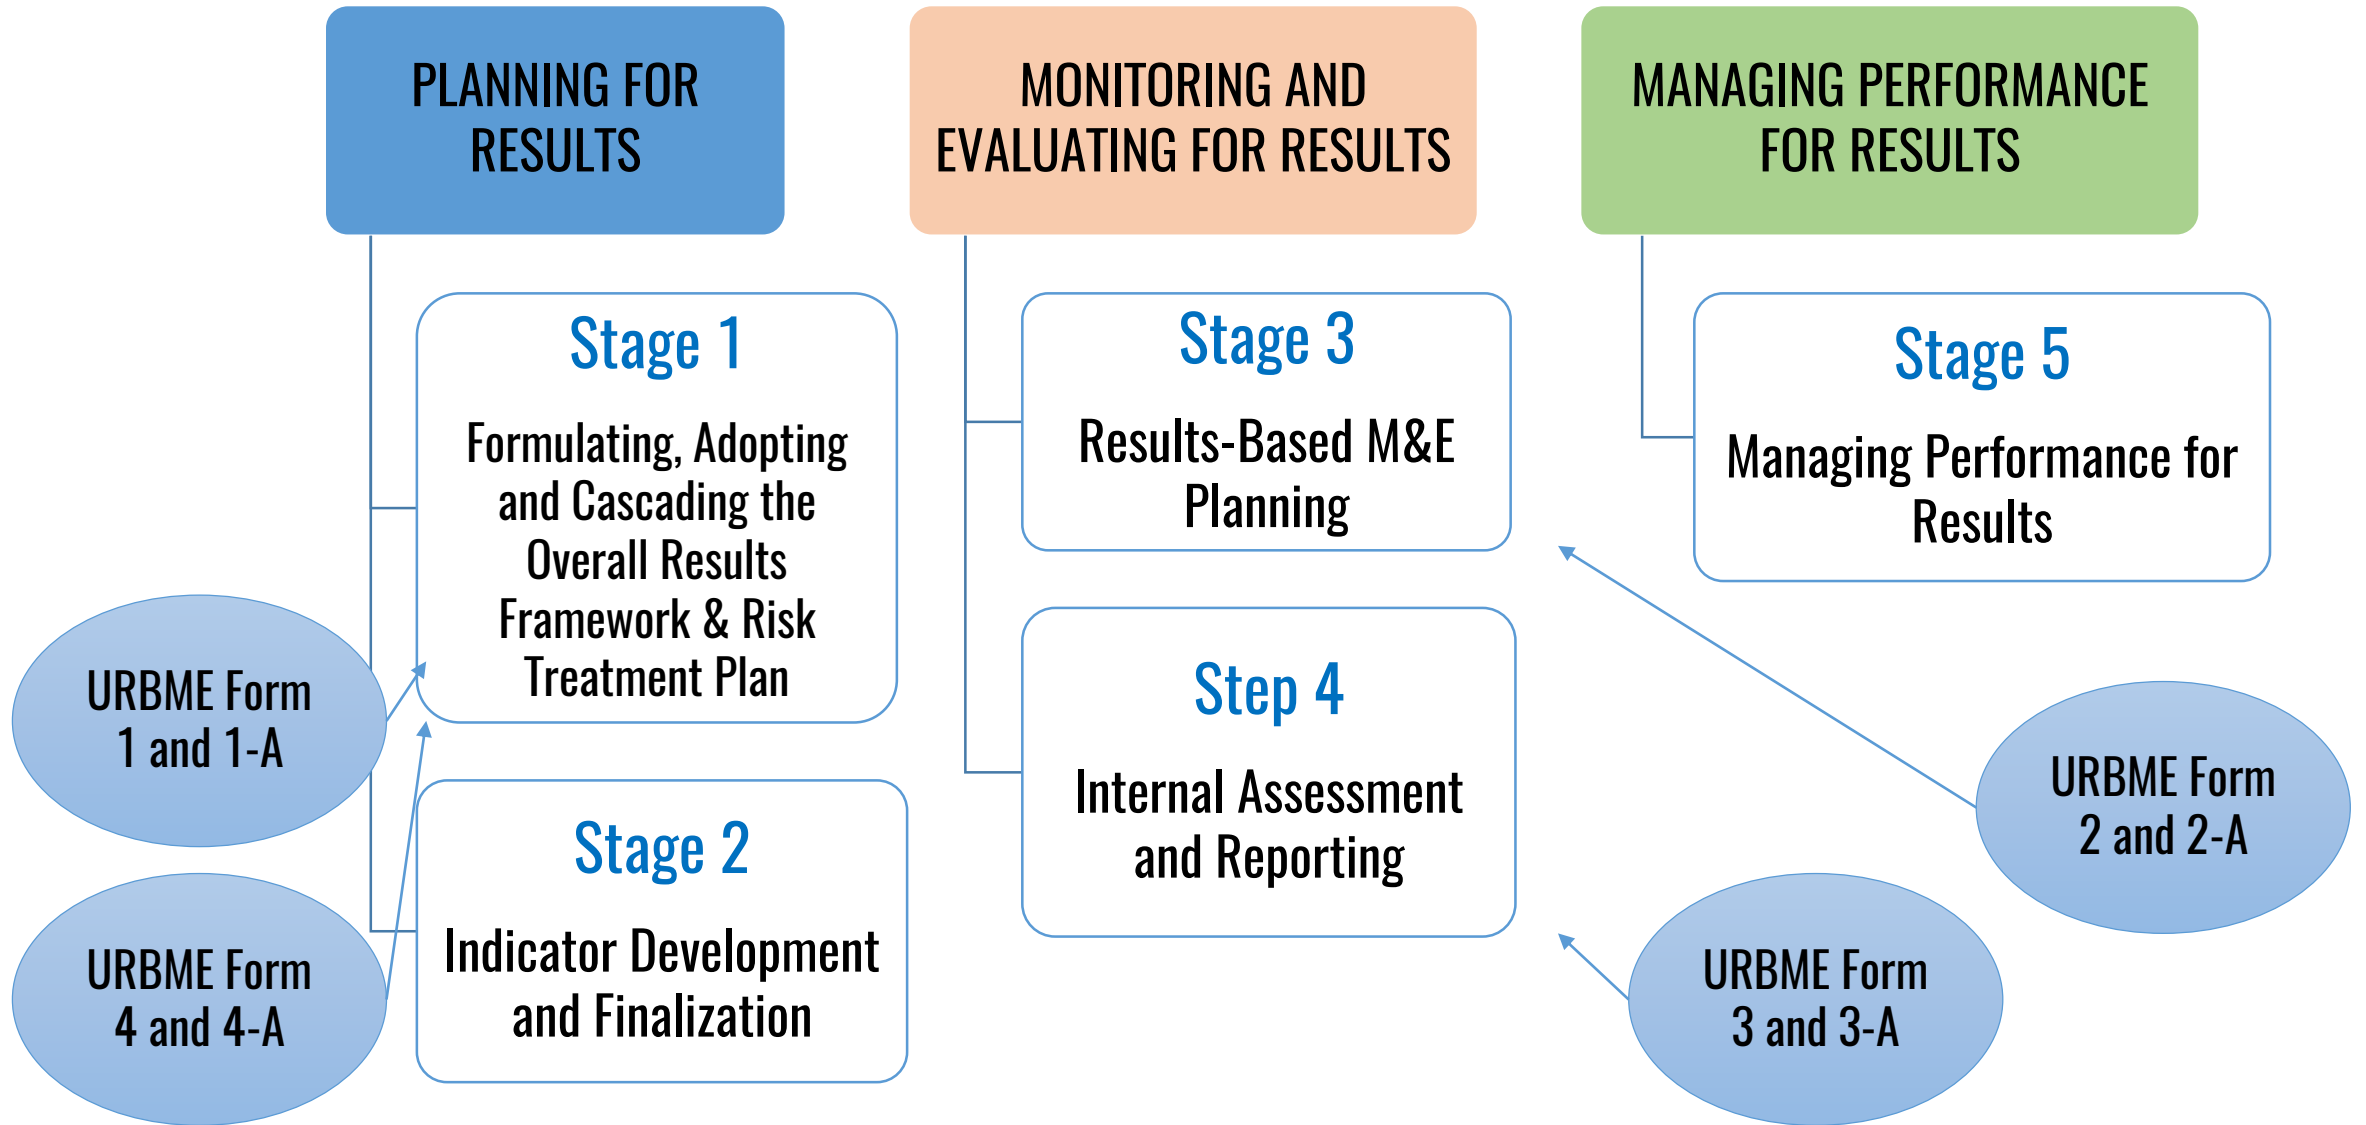 PLANNING FOR
RESULTS
MONITORING AND
EVALUATING FOR RESULTS
MANAGING PERFORMANCE
FOR RESULTS
Stage 1
Formulating, Adopting
and Cascading the
Overall Results
Framework & Risk
Treatment Plan
Stage 2
Indicator Development
and Finalization
Stage 3
Results-Based M&E
Planning
Step 4
Internal Assessment
and Reporting
Stage 5
Managing Performance for
Results
URBME Form
1 and 1-A
URBME Form
4 and 4-A
URBME Form
2 and 2-A
URBME Form
3 and 3-A